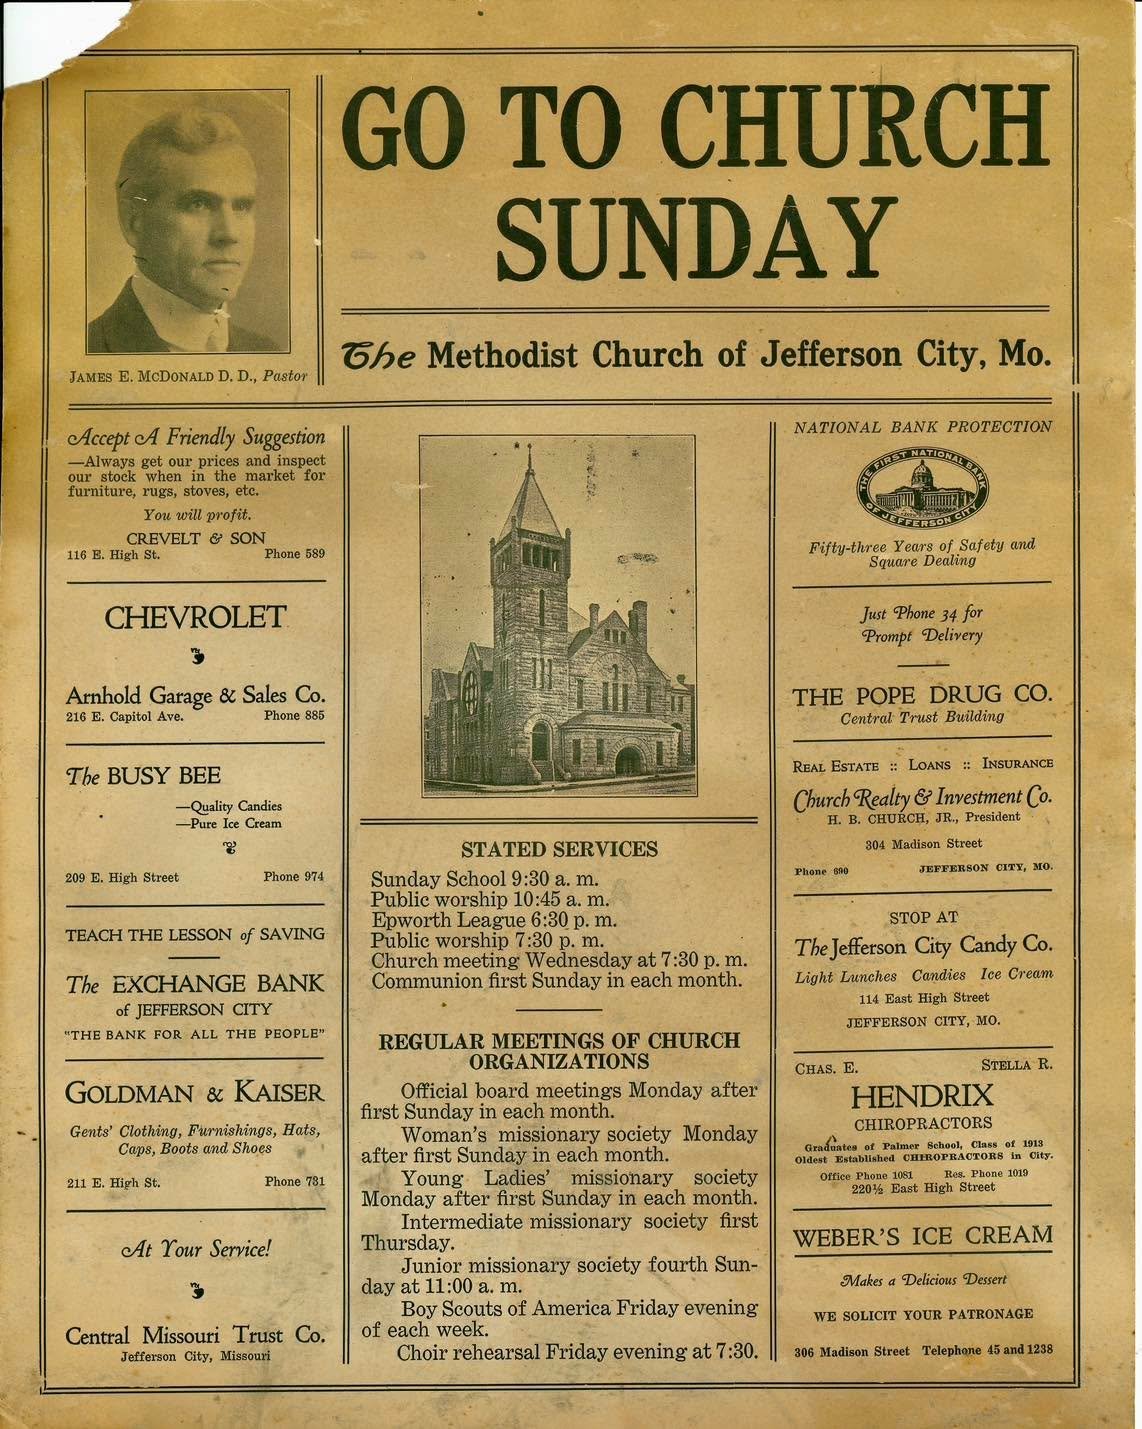 GO TO CHURCH
SUNDAY
The Methodist Church of Jefferson City, Mo.
JAMES E. MCDONALD D. D., Pastor
Accept A Friendly Suggestion
—Always get our prices and inspect
our stock when in the market for
furniture, rugs, stoves, etc.
You will profit.
CREVELT & SON
116 E. High St. Phone 589
CHEVROLET
Arnhold Garage & Sales Co.
216 E. Capitol Ave. Phone 885
The BUSY BEE
—Quality Candies
—Pure Ice Cream
209 E. High Street Phone 974
TEACH THE LESSON of SAVING
The EXCHANGE BANK
of JEFFERSON CITY
"THE BANK FOR ALL THE PEOPLE"
GOLDMAN & KAISER
Gents' Clothing, Furnishings, Hats,
Caps, Boots and Shoes
211 E. High St. Phone 781
At Your Service!
Central Missouri Trust Co.
Jefferson City, Missouri
STATED SERVICES
Sunday School 9:30 a. m.
Public worship 10:45 a. m.
Epworth League 6:30 p. m.
Public worship 7:30 p. m.
Church meeting Wednesday at 7:30 p. m.
Communion first Sunday in each month.
REGULAR MEETINGS OF CHURCH
ORGANIZATIONS
Official board meetings Monday after
first Sunday in each month.
Woman's missionary society Monday
after first Sunday in each month.
Young Ladies' missionary society
Monday after first Sunday in each month.
Intermediate missionary society first
Thursday.
Junior missionary society fourth Sun-
day at 11:00 a. m.
Boy Scouts of America Friday evening
of each week.
Choir rehearsal Friday evening at 7:30.
NATIONAL BANK PROTECTION
THE FIRST NATIONAL BANK
OF JEFFERSON CITY
Fifty-three Years of Safety and
Square Dealing
Just Phone 34 for
Prompt Delivery
THE POPE DRUG CO.
Central Trust Building
REAL ESTATE :: LOANS :: INSURANCE
Church Realty & Investment Co.
H. B. CHURCH, JR., President
304 Madison Street
Phone 690 JEFFERSON CITY, MO.
STOP AT
The Jefferson City Candy Co.
Light Lunches Candies Ice Cream
114 East High Street
JEFFERSON CITY, MO.
CHAS. E. STELLA R.
HENDRIX
CHIROPRACTORS
Graduates of Palmer School, Class of 1913
Oldest Established CHIROPRACTORS in City.
Office Phone 1081 Res. Phone 1019
220½ East High Street
WEBER'S ICE CREAM
Makes a Delicious Dessert
WE SOLICIT YOUR PATRONAGE
306 Madison Street Telephone 45 and 1238